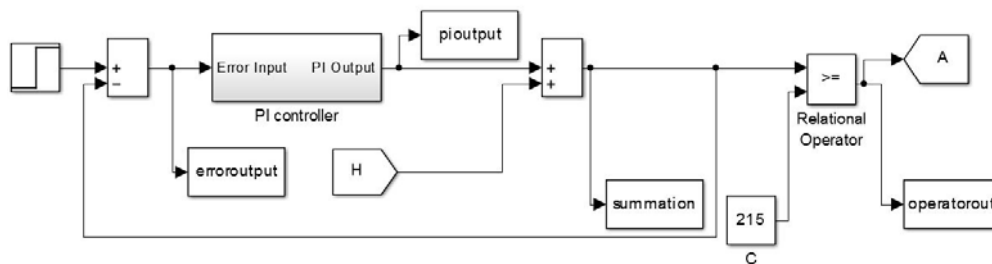 pioutput
+
−
Error Input PI Output
PI controller
+
+
>=
Relational
Operator
A
erroroutput
H
summation
215
C
operatorout